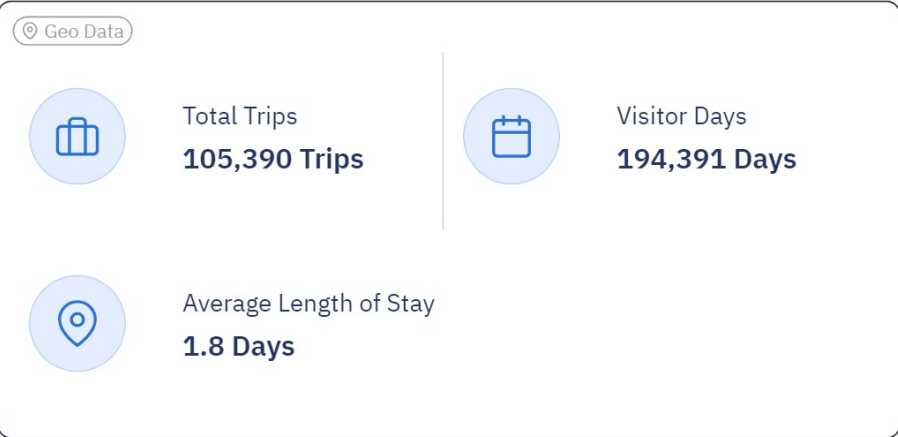 Geo Data
Total Trips
105,390 Trips
Visitor Days
194,391 Days
Average Length of Stay
1.8 Days